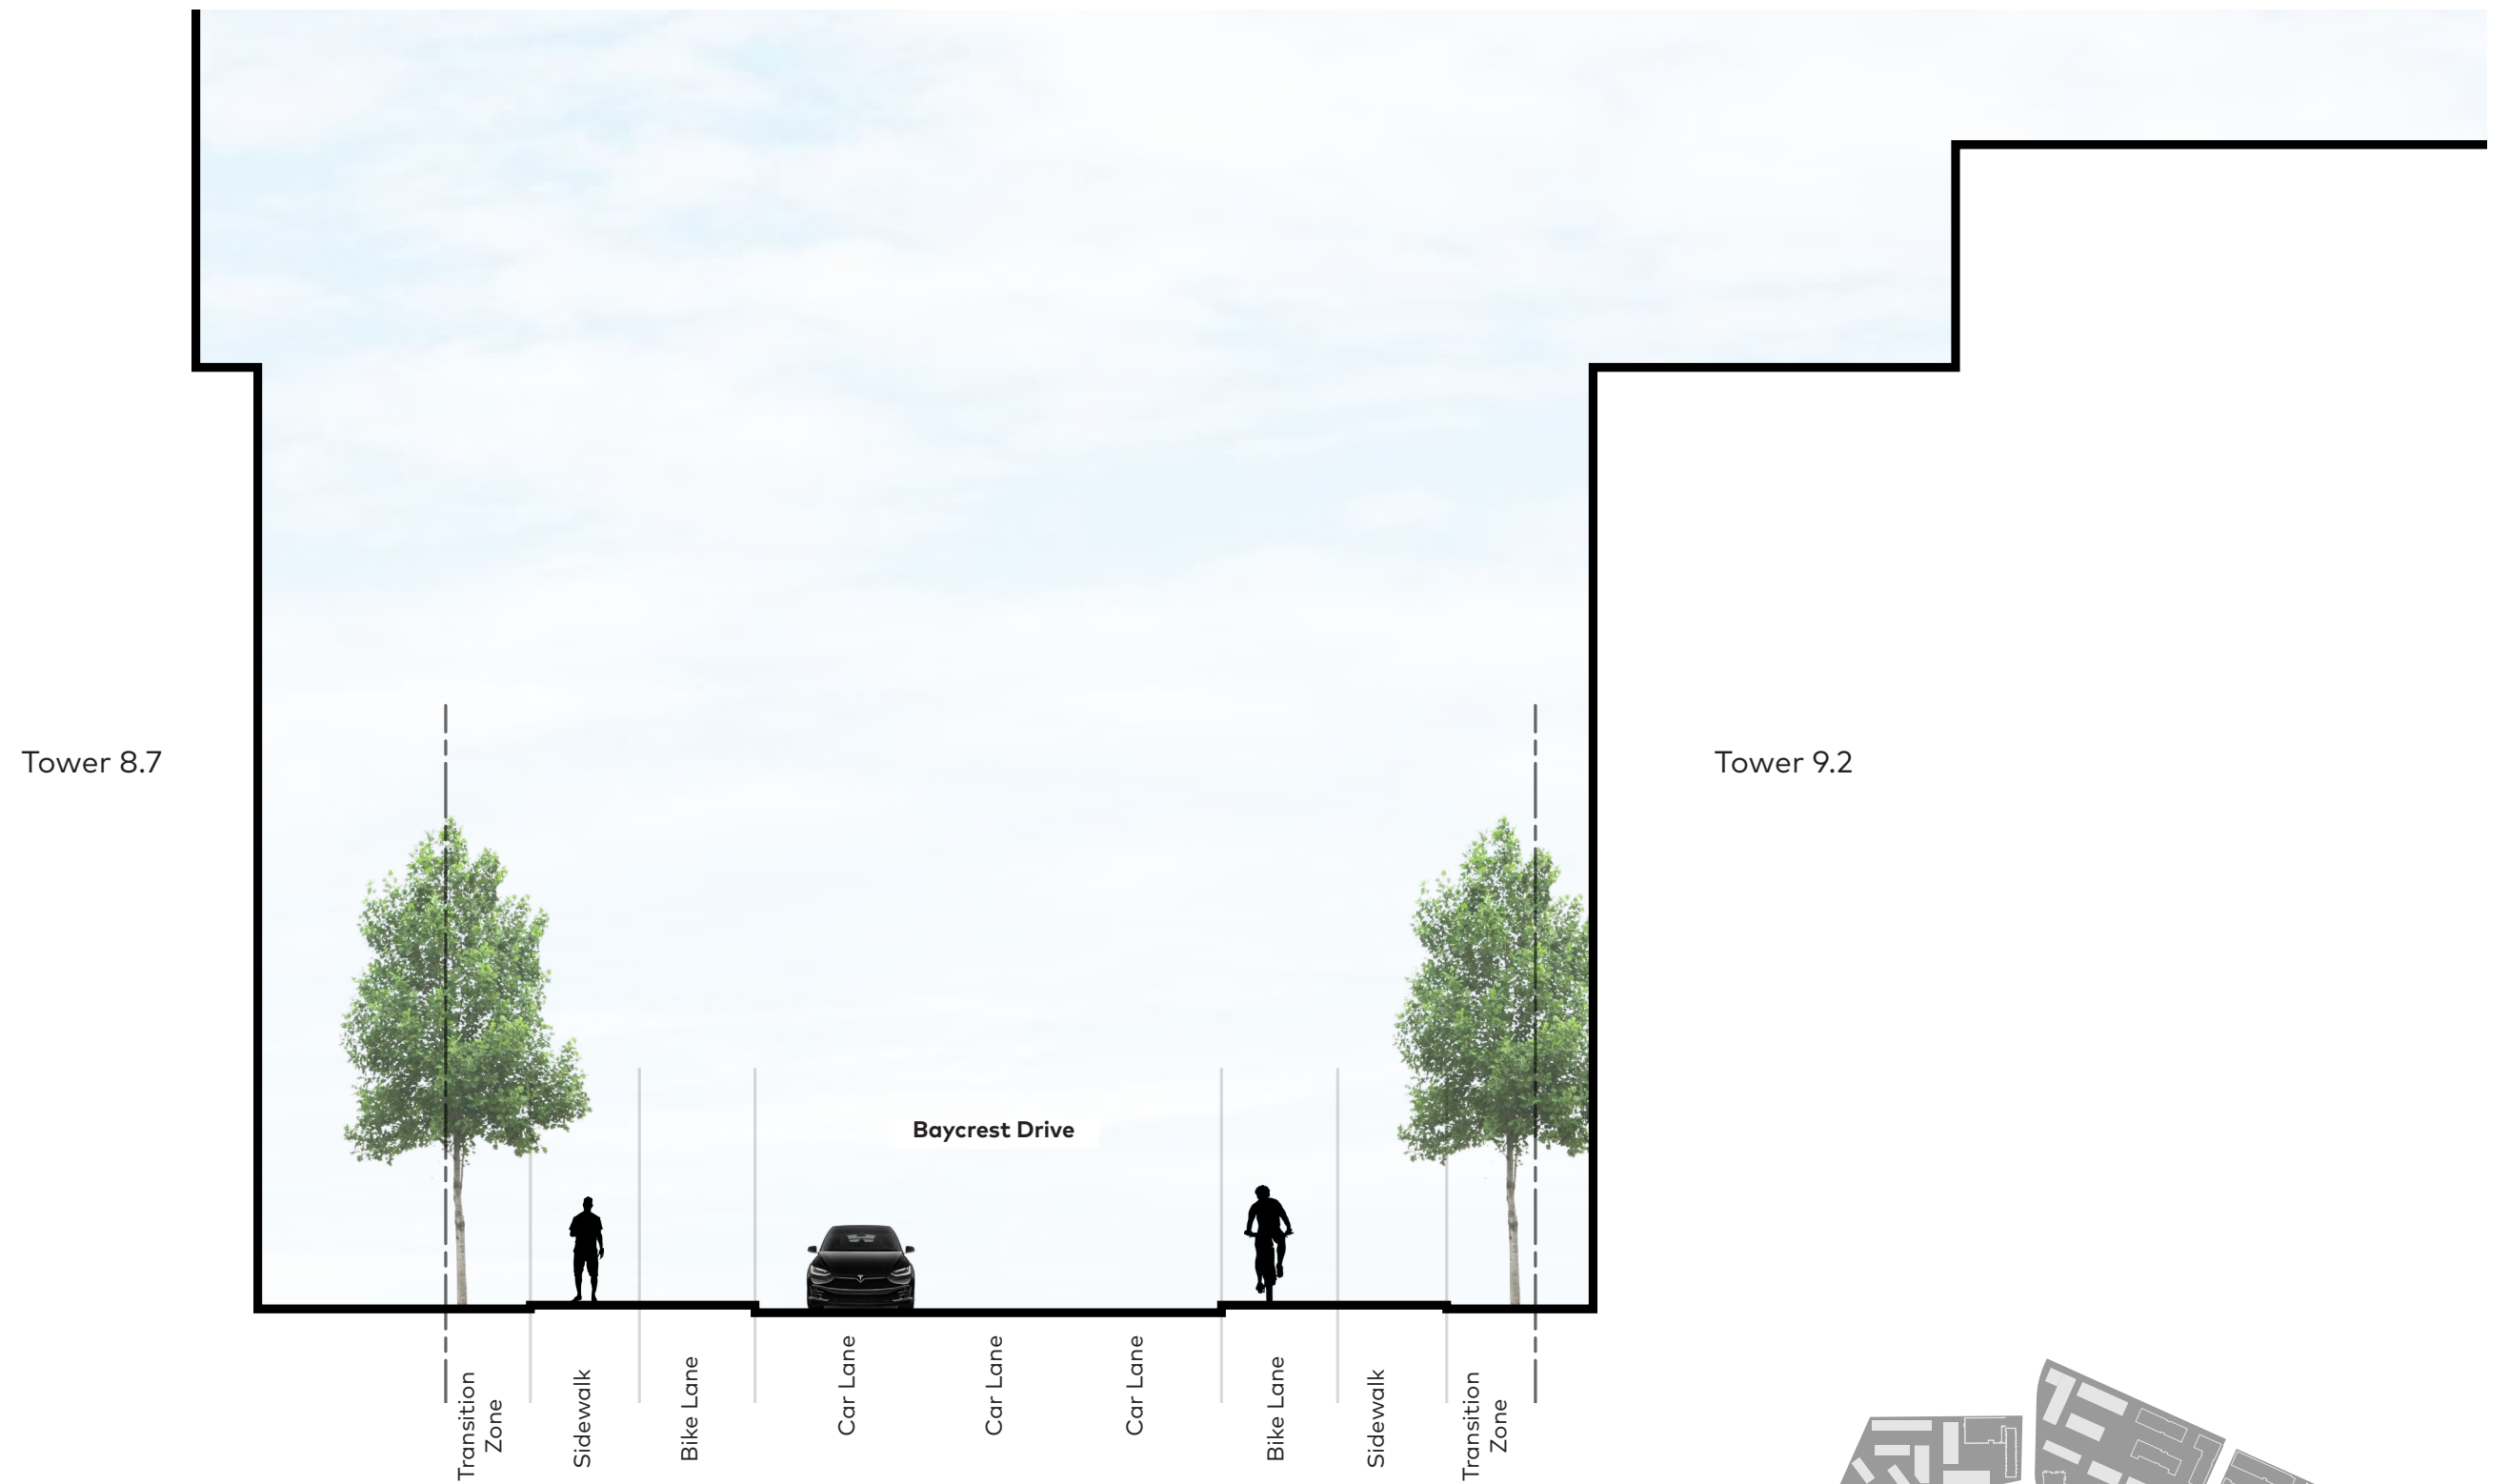 Tower 8.7
Tower 9.2
Baycrest Drive
Transition
Zone
Sidewalk
Bike Lane
Car Lane
Car Lane
Car Lane
Bike Lane
Sidewalk
Transition
Zone